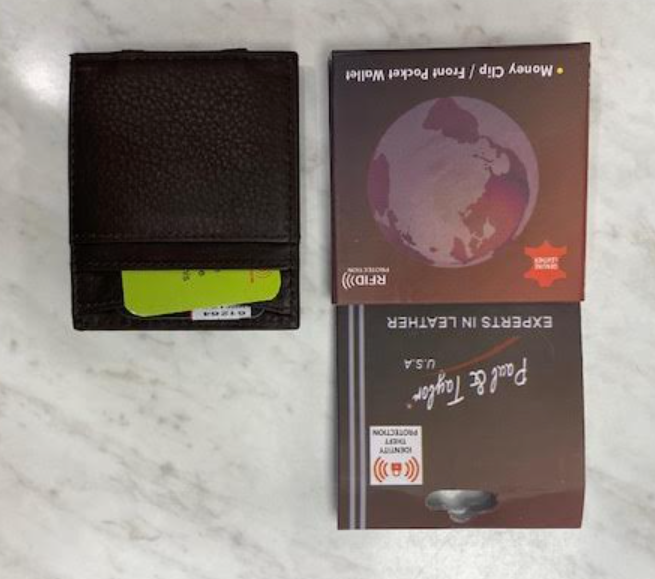 IDENTITY
THEFT
PROTECTION
Paul & Taylor
U.S.A
EXPERTS IN LEATHER
GENUINE
LEATHER
RFID
PROTECTION
• Money Clip / Front Pocket Wallet